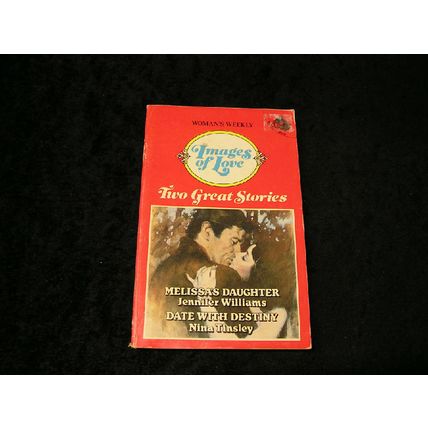 WOMAN'S WEEKLY
Images
of Love
Two Great Stories
MELISSA'S DAUGHTER
Jennifer Williams
DATE WITH DESTINY
Nina Tinsley